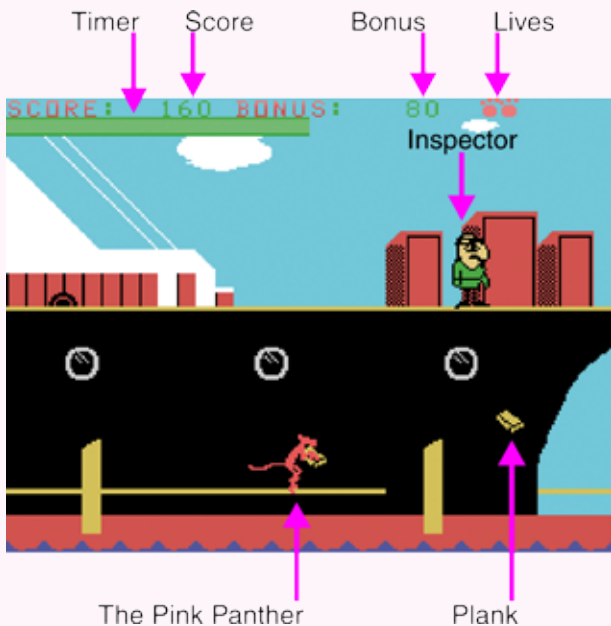 Timer Score Bonus Lives
SCORE: 160 BONUS: 80
Inspector
The Pink Panther Plank